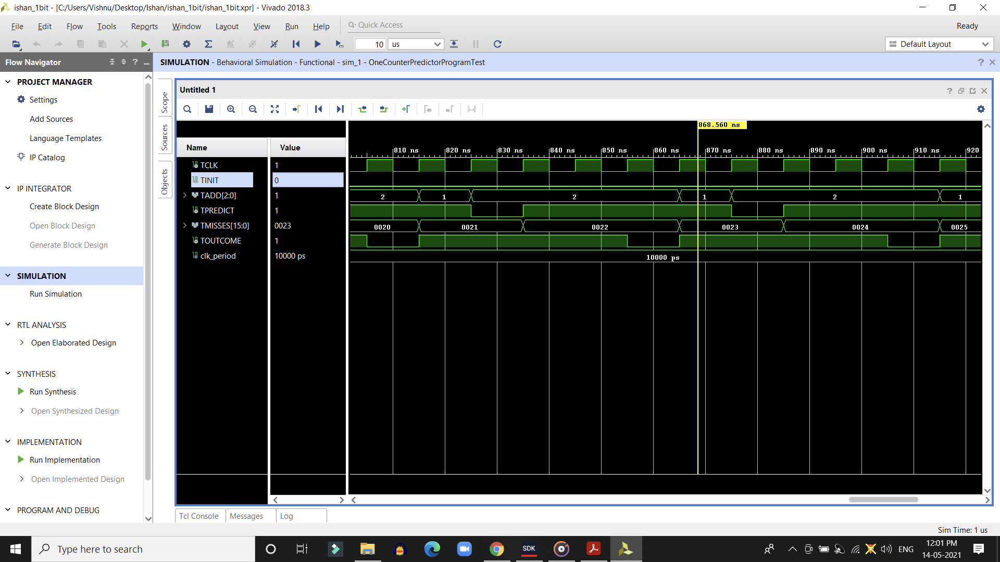 ishan_1bit - [C:/Users/Vishnu/Desktop/Ishan/ishan_1bit/ishan_1bit.xpr] - Vivado 2018.3
File Edit Flow Tools Reports Window Layout View Run Help Quick Access Ready
10 us Default Layout
Flow Navigator
SIMULATION - Behavioral Simulation - Functional - sim_1 - OneCounterPredictorProgramTest
PROJECT MANAGER
Settings
Add Sources
Language Templates
IP Catalog
IP INTEGRATOR
Create Block Design
Open Block Design
Generate Block Design
SIMULATION
Run Simulation
RTL ANALYSIS
Open Elaborated Design
SYNTHESIS
Run Synthesis
Open Synthesized Design
IMPLEMENTATION
Run Implementation
Open Implemented Design
PROGRAM AND DEBUG
Scope
Sources
Objects
Untitled 1
868.560 ns
Name Value
810 ns 820 ns 830 ns 840 ns 850 ns 860 ns 870 ns 880 ns 890 ns 900 ns 910 ns 920
TCLK 1
TINIT 0
TADD[2:0] 1 2 1 2 1 2 1
TPREDICT 1
TMISSES[15:0] 0023 0020 0021 0022 0023 0024 0025
TOUTCOME 1
clk_period 10000 ps 10000 ps
Tcl Console Messages Log
Sim Time: 1 us
Type here to search
SDK
ENG
12:01 PM
14-05-2021